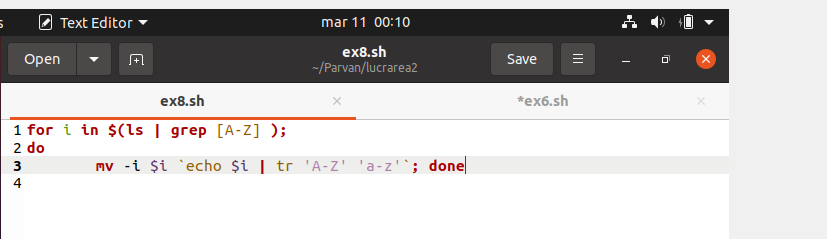 s Text Editor mar 11 00:10
Open ex8.sh Save
~/Parvan/lucrarea2
ex8.sh × *ex6.sh ×
1 for i in $(ls | grep [A-Z] );
2 do
3 mv -i $i `echo $i | tr 'A-Z' 'a-z'`; done
4